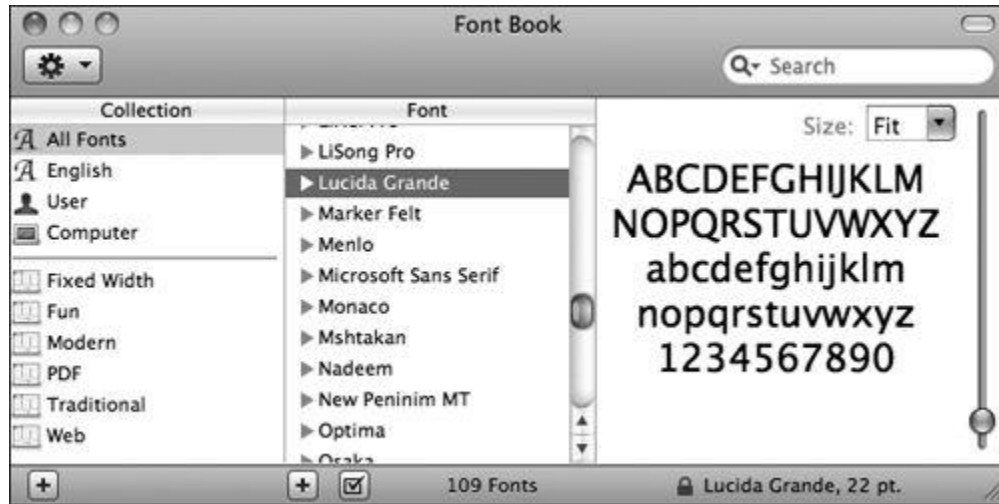 Font Book
Search
Collection
All Fonts
English
User
Computer
Fixed Width
Fun
Modern
PDF
Traditional
Web
Font
LiSong Pro
Lucida Grande
Marker Felt
Menlo
Microsoft Sans Serif
Monaco
Mshtakan
Nadeem
New Peninim MT
Optima
Osaka
Size: Fit
ABCDEFGHIJKLM
NOPQRSTUVWXYZ
abcdefghijklm
nopqrstuvwxyz
1234567890
109 Fonts
Lucida Grande, 22 pt.